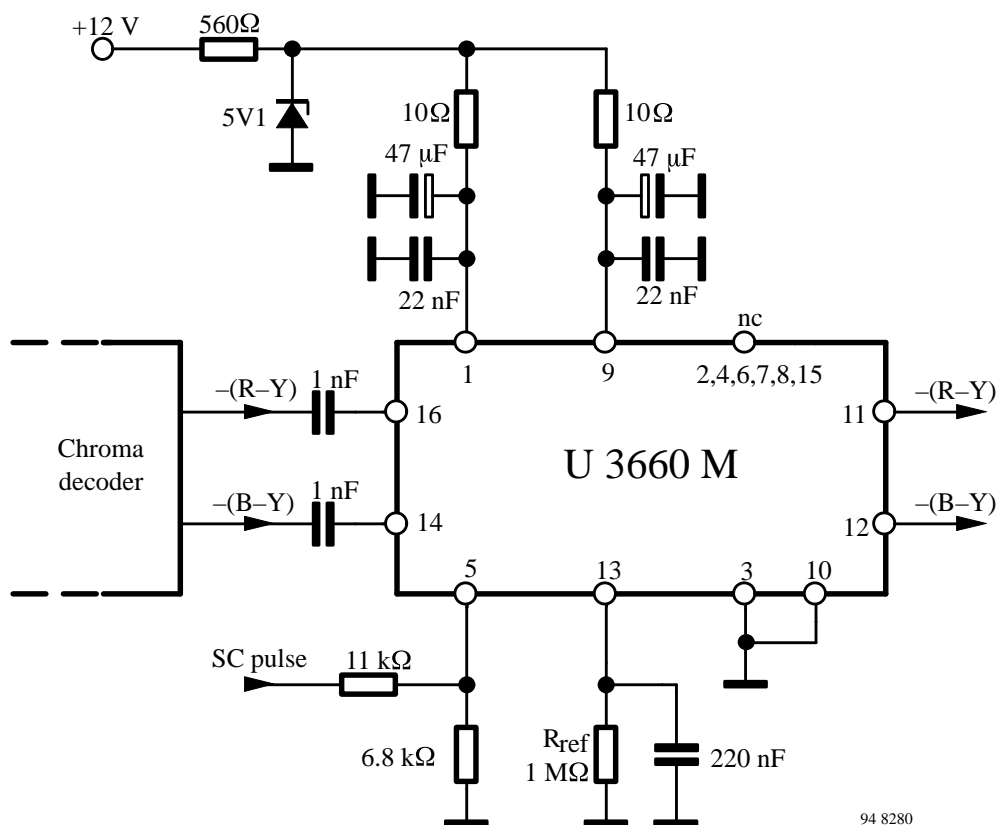 +12 V
560Ω
5V1
10Ω
10Ω
47 μF
47 μF
22 nF
22 nF
nc
1
9
2,4,6,7,8,15
–(R–Y)
1 nF
16
11
–(R–Y)
Chroma
decoder
U 3660 M
–(B–Y)
1 nF
14
12
–(B–Y)
5
13
3
10
SC pulse
11 kΩ
6.8 kΩ
Rref
1 MΩ
220 nF
94 8280